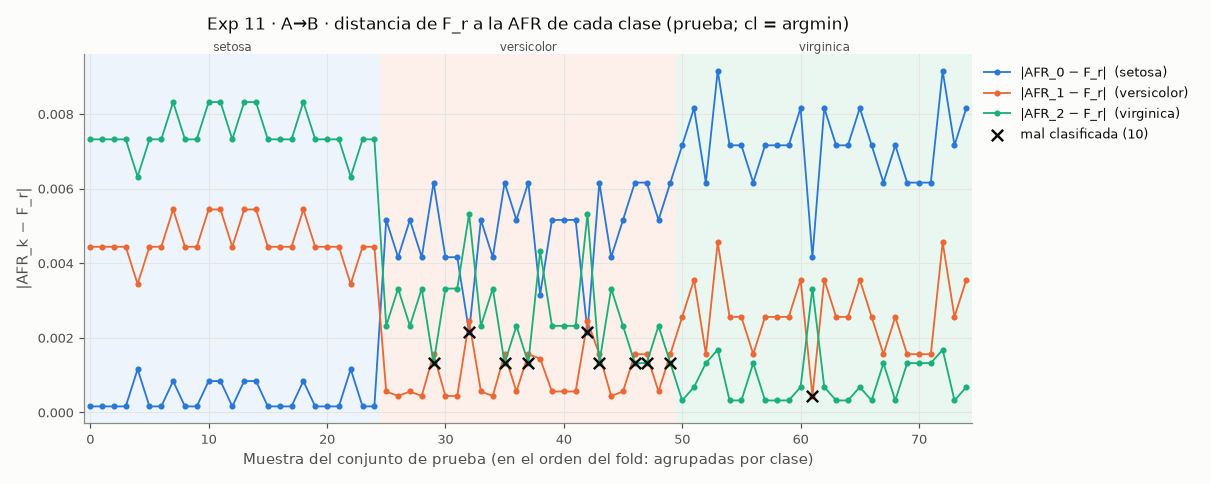 Exp 11 · A→B · distancia de F_r a la AFR de cada clase (prueba; cl = argmin)
setosa
versicolor
virginica
|AFR_0 − F_r| (setosa)
|AFR_1 − F_r| (versicolor)
|AFR_2 − F_r| (virginica)
mal clasificada (10)
|AFR_k − F_r|
0.008
0.006
0.004
0.002
0.000
0 10 20 30 40 50 60 70
Muestra del conjunto de prueba (en el orden del fold: agrupadas por clase)